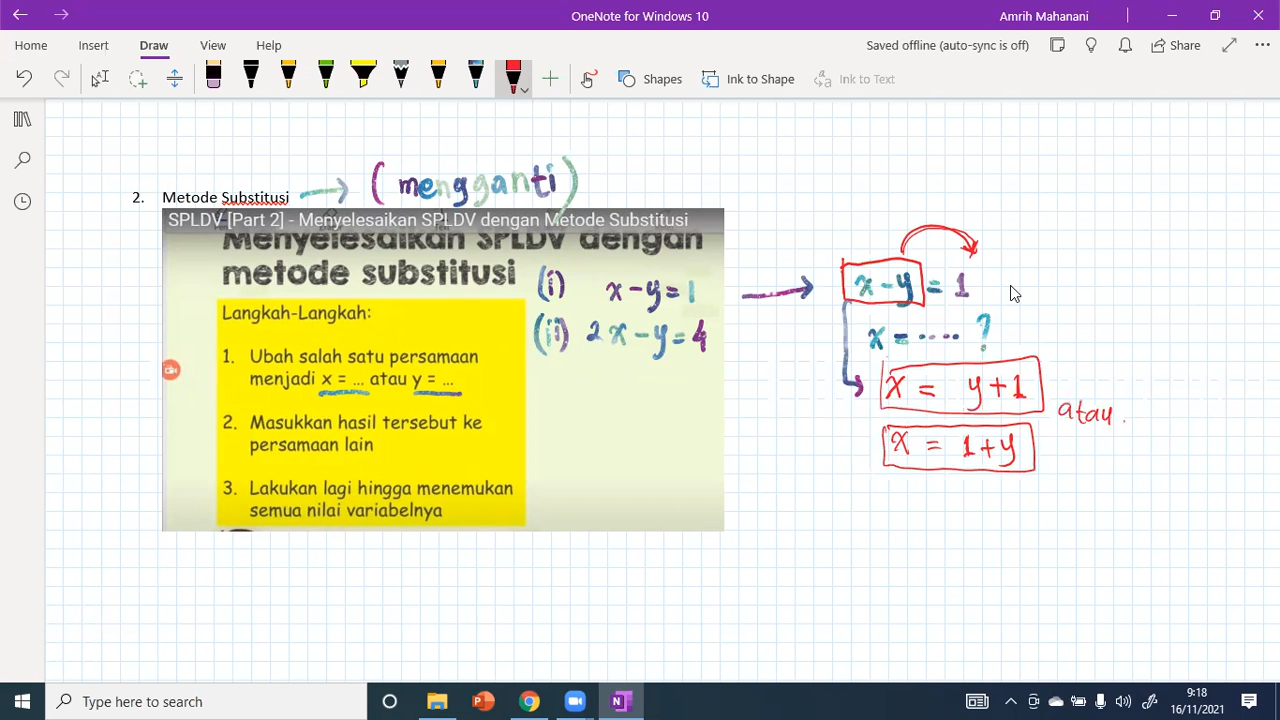 OneNote for Windows 10
Amrih Mahanani
Home Insert Draw View Help
Saved offline (auto-sync is off)
Share
Shapes
Ink to Shape
Ink to Text
2. Metode Substitusi
(mengganti)
SPLDV [Part 2] - Menyelesaikan SPLDV dengan Metode Substitusi
Menyelesaikan SPLDV dengan
metode substitusi
Langkah-Langkah:
1. Ubah salah satu persamaan
menjadi x = ... atau y = ...
2. Masukkan hasil tersebut ke
persamaan lain
3. Lakukan lagi hingga menemukan
semua nilai variabelnya
(i) x-y=1
(ii) 2x-y=4
x-y=1
x = ..... ?
x = y+1
atau.
x = 1+y
Type here to search
9:18
16/11/2021